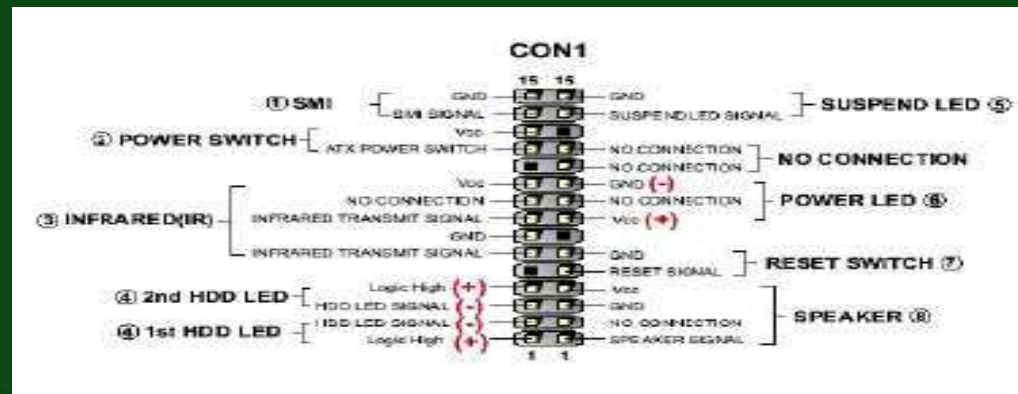 CON1
15 15
① SMI
GND
SMI SIGNAL
GND
SUSPEND LED SIGNAL
SUSPEND LED ⑤
② POWER SWITCH
Vcc
ATX POWER SWITCH
NO CONNECTION
NO CONNECTION
NO CONNECTION
③ INFRARED(IR)
Vcc
NO CONNECTION
INFRARED TRANSMIT SIGNAL
GND
INFRARED TRANSMIT SIGNAL
GND (-)
NO CONNECTION
Vcc (+)
POWER LED ⑥
GND
RESET SIGNAL
RESET SWITCH ⑦
④ 2nd HDD LED
Logic High (+)
HDD LED SIGNAL (-)
④ 1st HDD LED
HDD LED SIGNAL (-)
Logic High (+)
Vcc
GND
NO CONNECTION
SPEAKER SIGNAL
SPEAKER ⑧
1 1